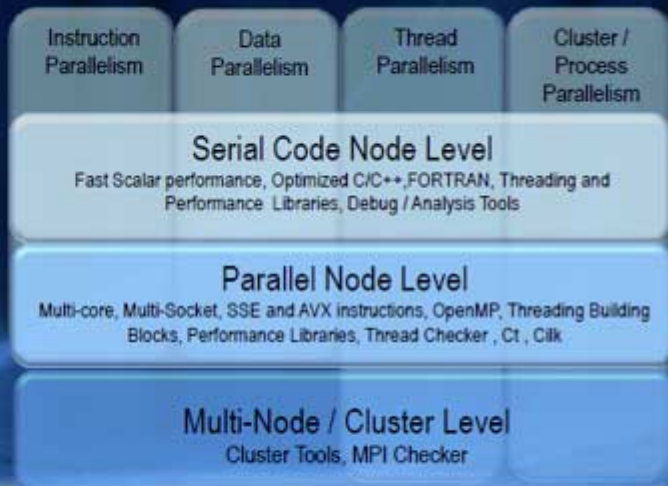 Instruction
Parallelism
Data
Parallelism
Thread
Parallelism
Cluster /
Process
Parallelism
Serial Code Node Level
Fast Scalar performance, Optimized C/C++,FORTRAN, Threading and
Performance Libraries, Debug / Analysis Tools
Parallel Node Level
Multi-core, Multi-Socket, SSE and AVX instructions, OpenMP, Threading Building
Blocks, Performance Libraries, Thread Checker , Ct , Cilk
Multi-Node / Cluster Level
Cluster Tools, MPI Checker